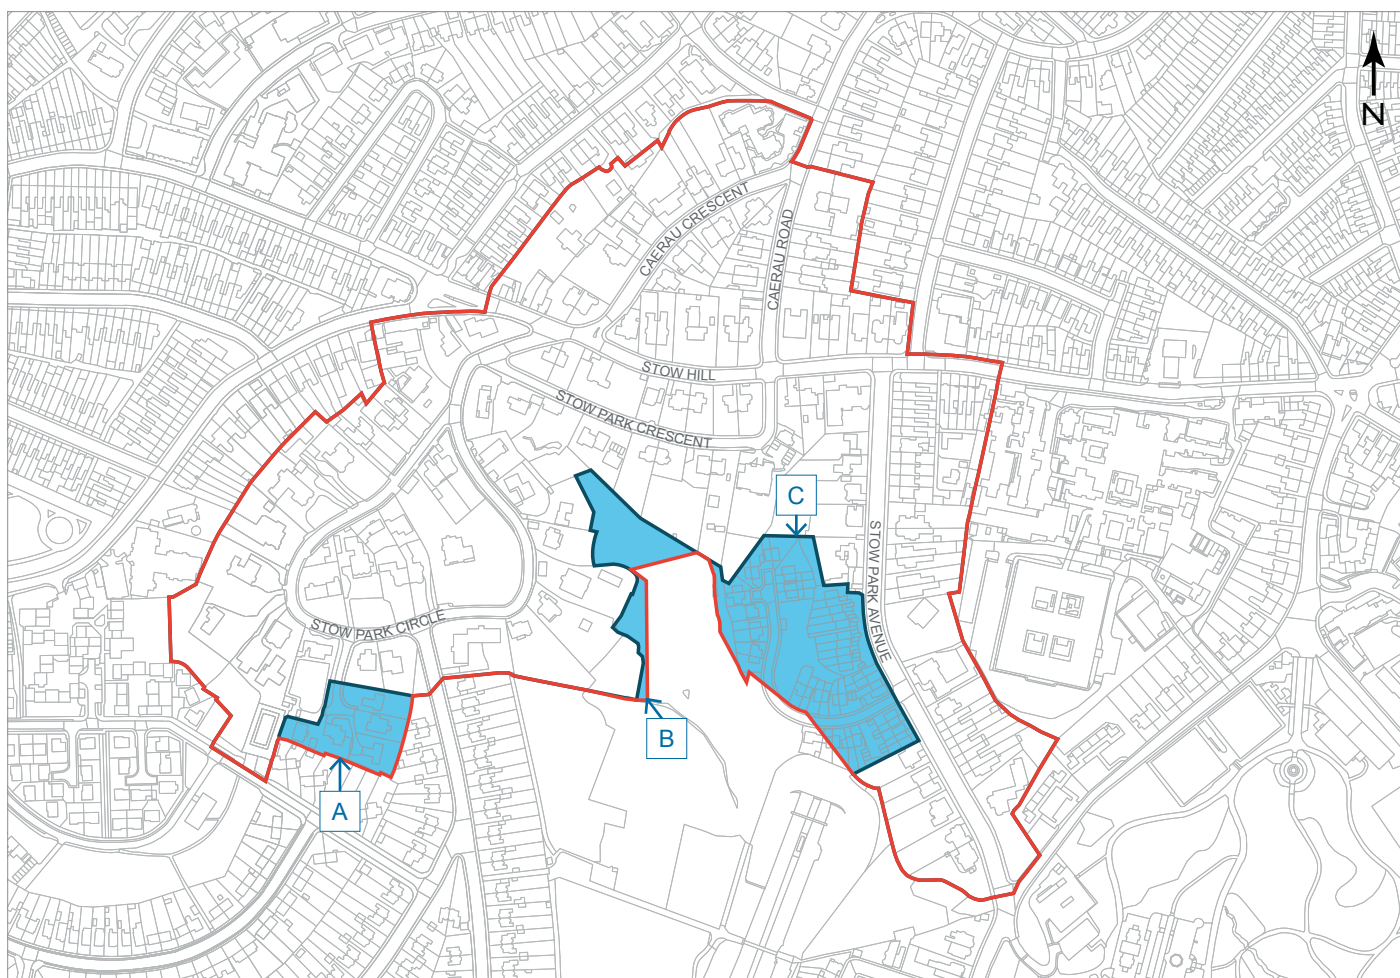 N
CAERAU CRESCENT
CAERAU ROAD
STOW HILL
STOW PARK CRESCENT
C
STOW PARK AVENUE
STOW PARK CIRCLE
B
A